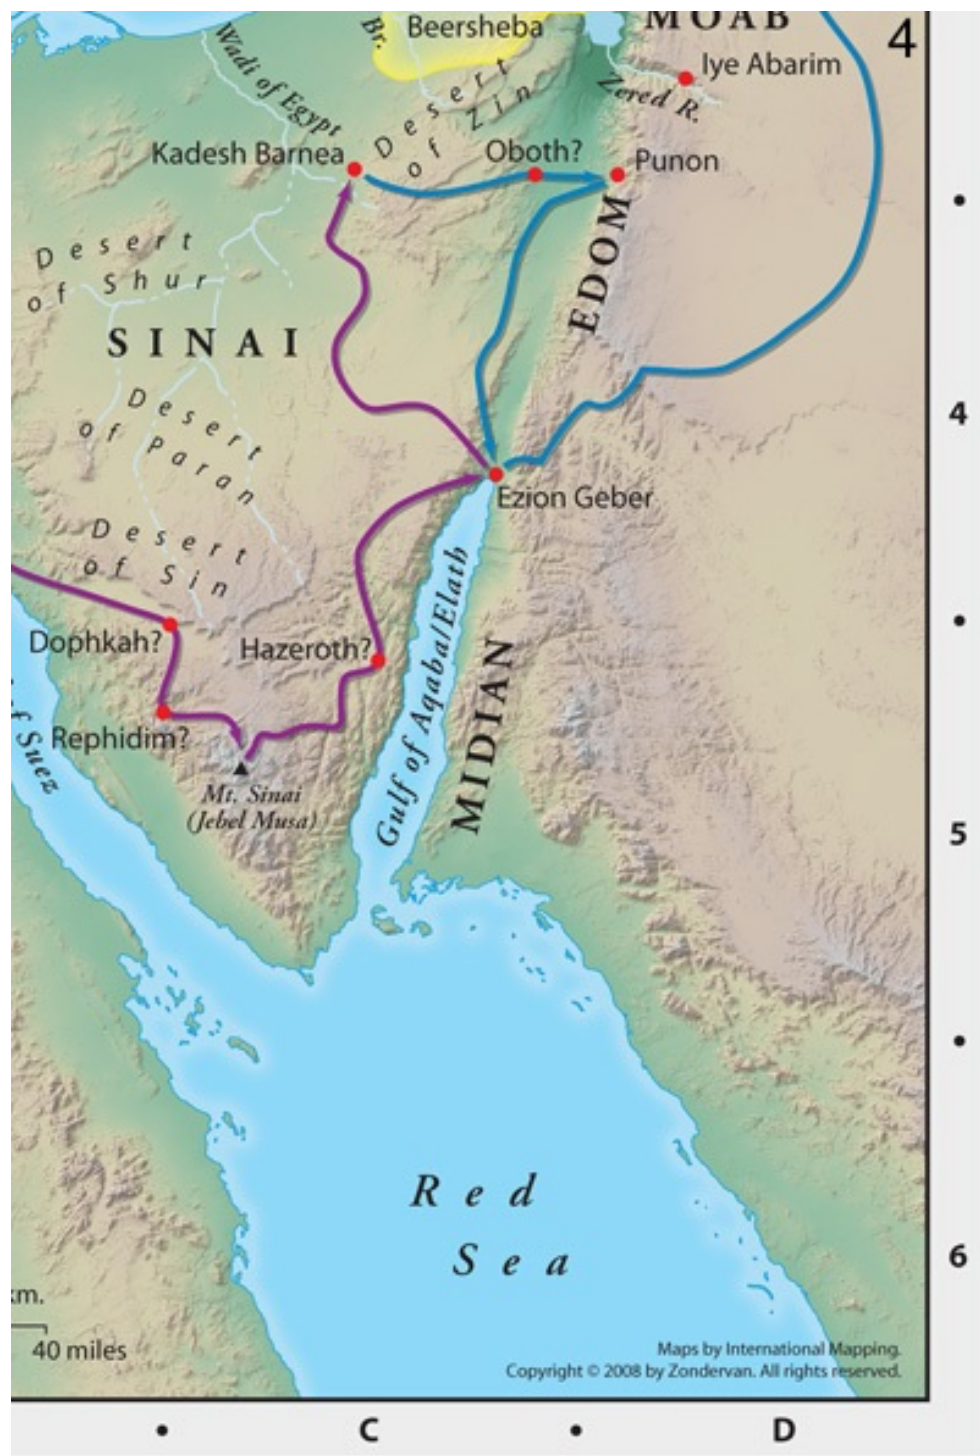 MOAB
4
Beersheba
Br.
Wadi of Egypt
Iye Abarim
Zered R.
Desert
of Zin
Kadesh Barnea
Oboth?
Punon
EDOM
Desert
of Shur
SINAI
Desert
of Paran
4
Ezion Geber
Desert
of Sin
Gulf of Aqaba/Elath
MIDIAN
Dophkah?
Hazeroth?
Rephidim?
f Suez
Mt. Sinai
(Jebel Musa)
5
Red
Sea
6
km.
40 miles
Maps by International Mapping.
Copyright © 2008 by Zondervan. All rights reserved.
C
D